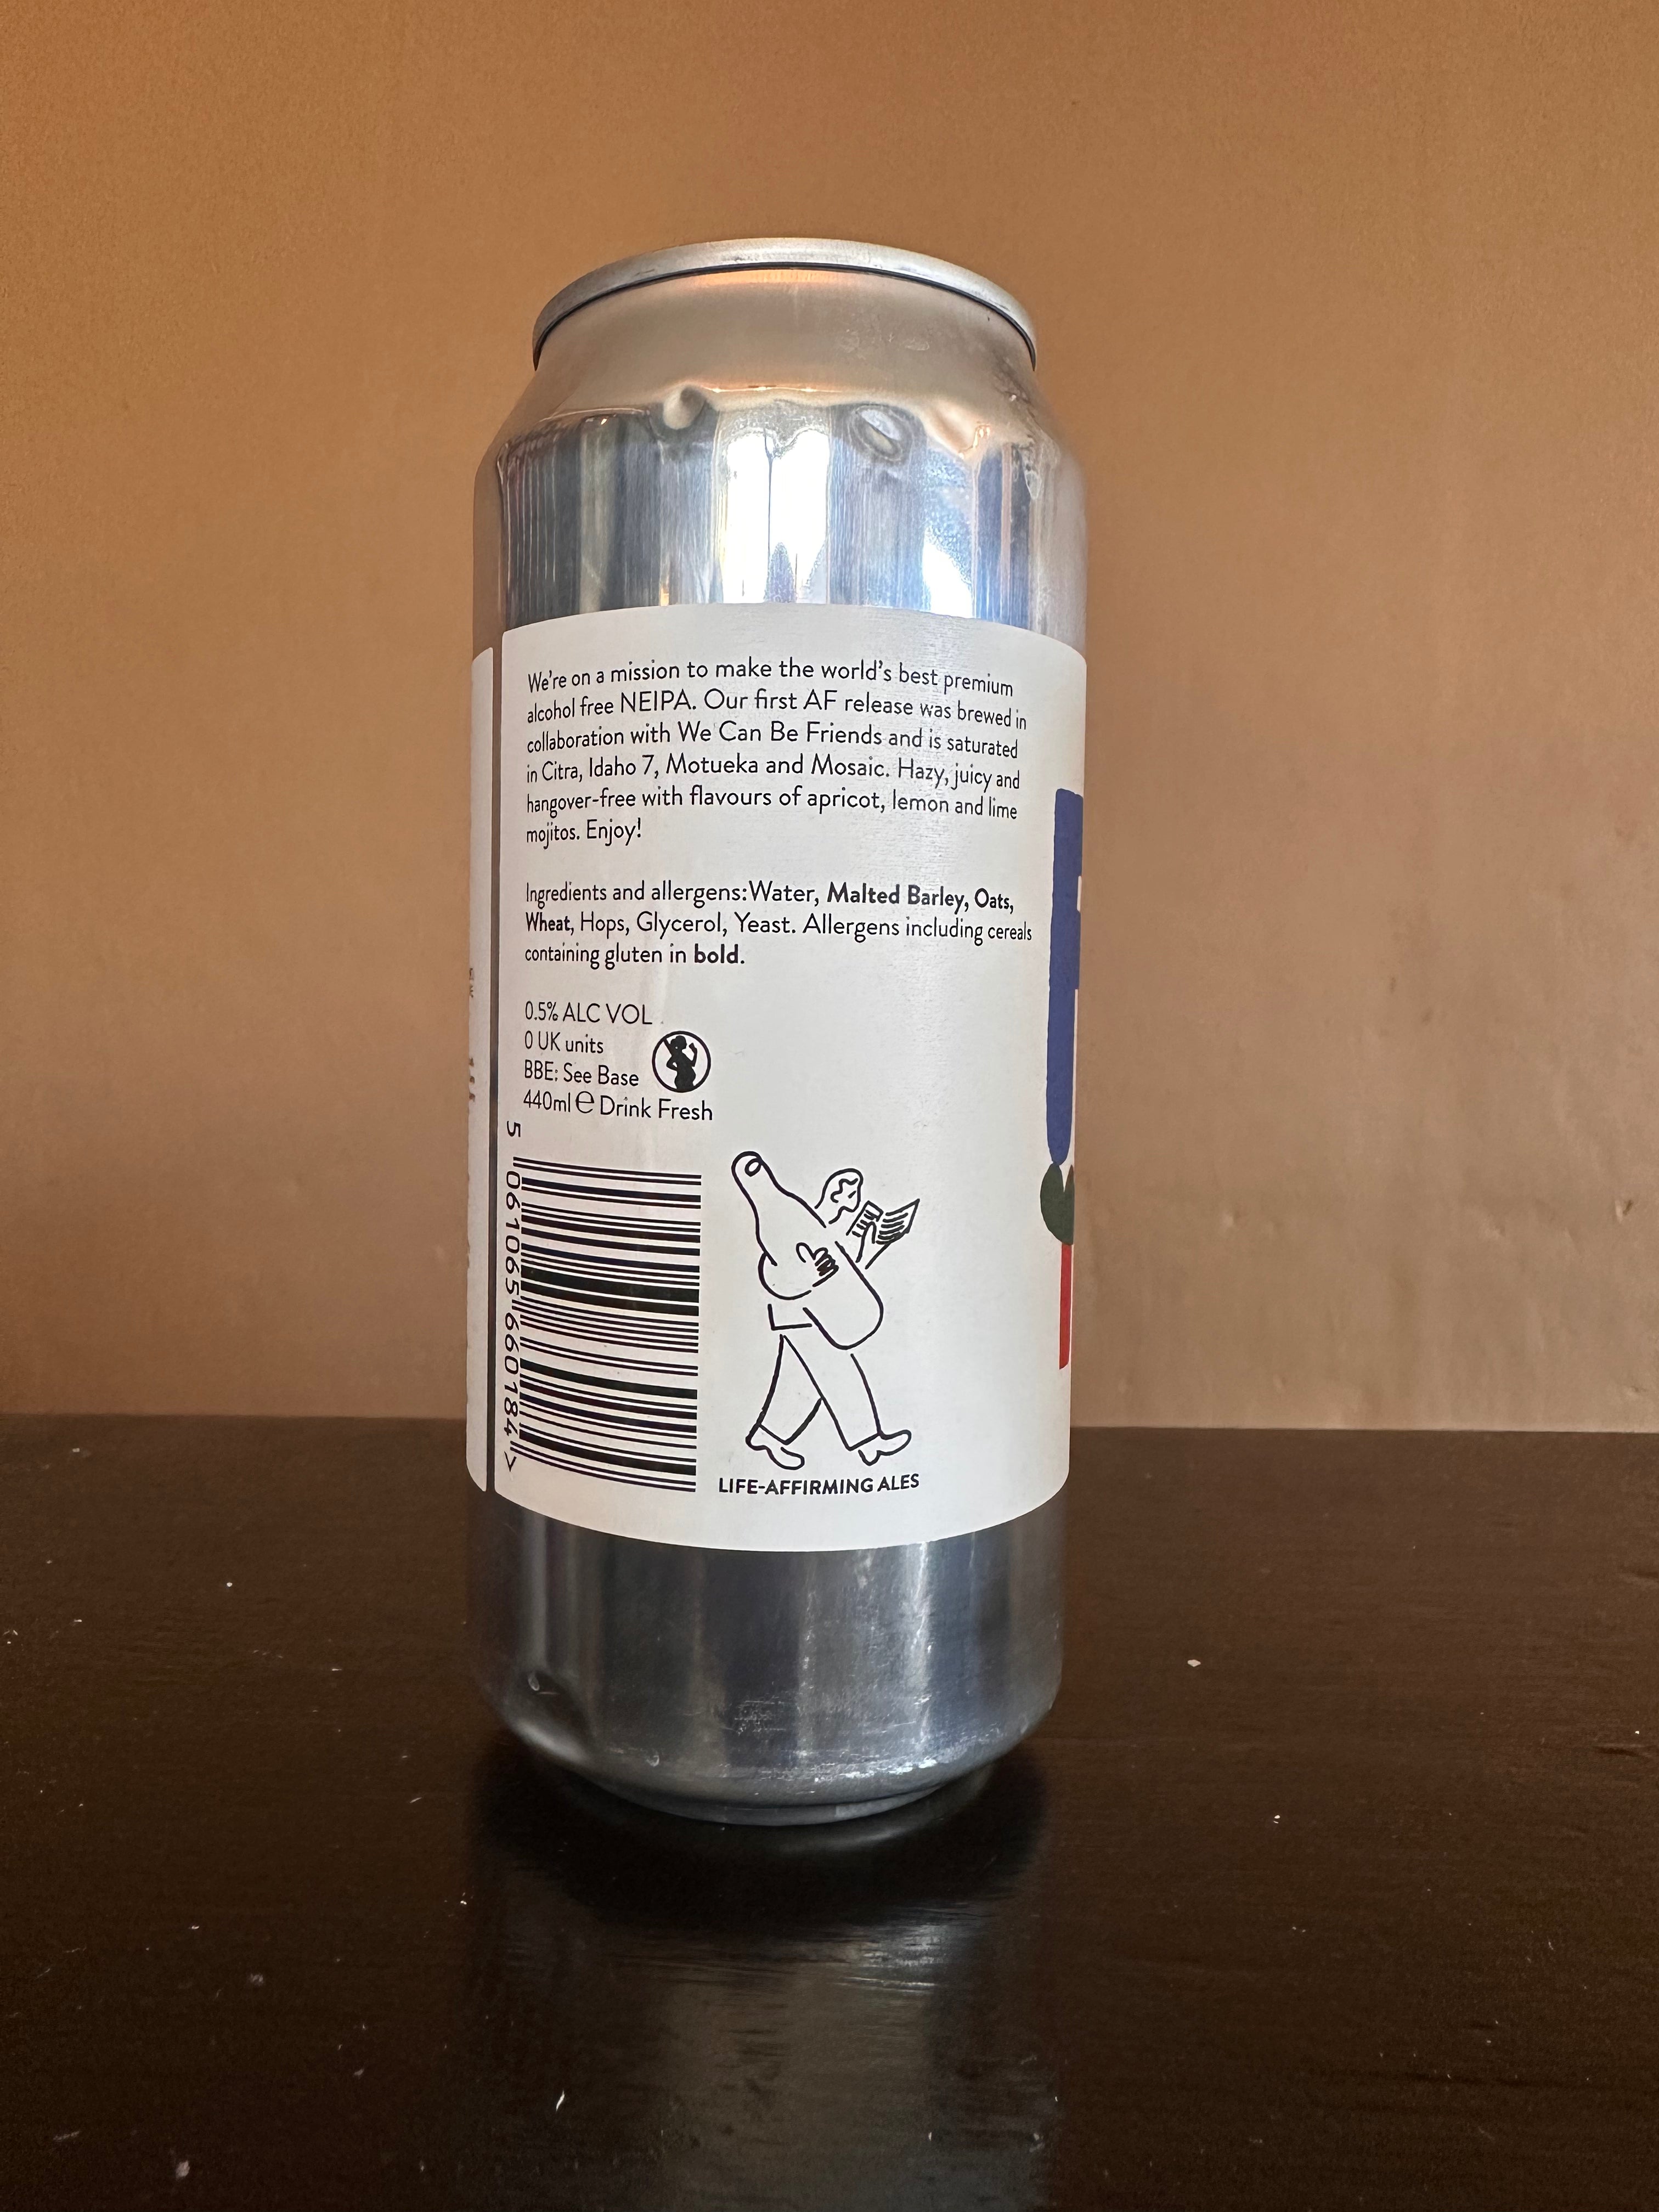 We're on a mission to make the world's best premium
alcohol free NEIPA. Our first AF release was brewed in
collaboration with We Can Be Friends and is saturated
in Citra, Idaho 7, Motueka and Mosaic. Hazy, juicy and
hangover-free with flavours of apricot, lemon and lime
mojitos. Enjoy!
Ingredients and allergens:Water, Malted Barley, Oats,
Wheat, Hops, Glycerol, Yeast. Allergens including cereals
containing gluten in bold.
0.5% ALC VOL
0 UK units
BBE: See Base
440ml ℮ Drink Fresh
5 061065 660184 >
LIFE-AFFIRMING ALES